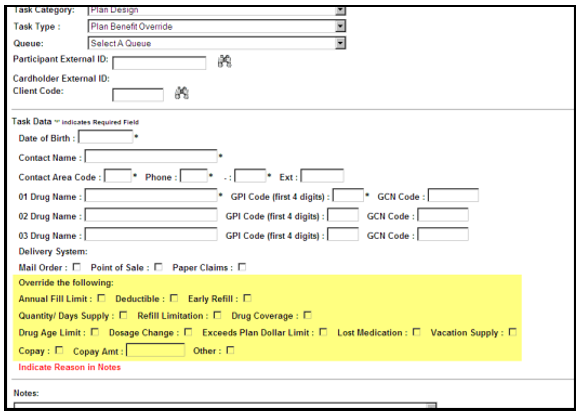 Task Category: Plan Design
Task Type : Plan Benefit Override
Queue: Select A Queue
Participant External ID:
Cardholder External ID:
Client Code:
Task Data "*" indicates Required Field
Date of Birth : *
Contact Name : *
Contact Area Code : * Phone : * - : * Ext :
01 Drug Name : * GPI Code (first 4 digits) : * GCN Code :
02 Drug Name : GPI Code (first 4 digits) : GCN Code :
03 Drug Name : GPI Code (first 4 digits) : GCN Code :
Delivery System:
Mail Order : Point of Sale : Paper Claims :
Override the following:
Annual Fill Limit : Deductible : Early Refill :
Quantity/ Days Supply : Refill Limitation : Drug Coverage :
Drug Age Limit : Dosage Change : Exceeds Plan Dollar Limit : Lost Medication : Vacation Supply :
Copay : Copay Amt : Other :
Indicate Reason in Notes
Notes: